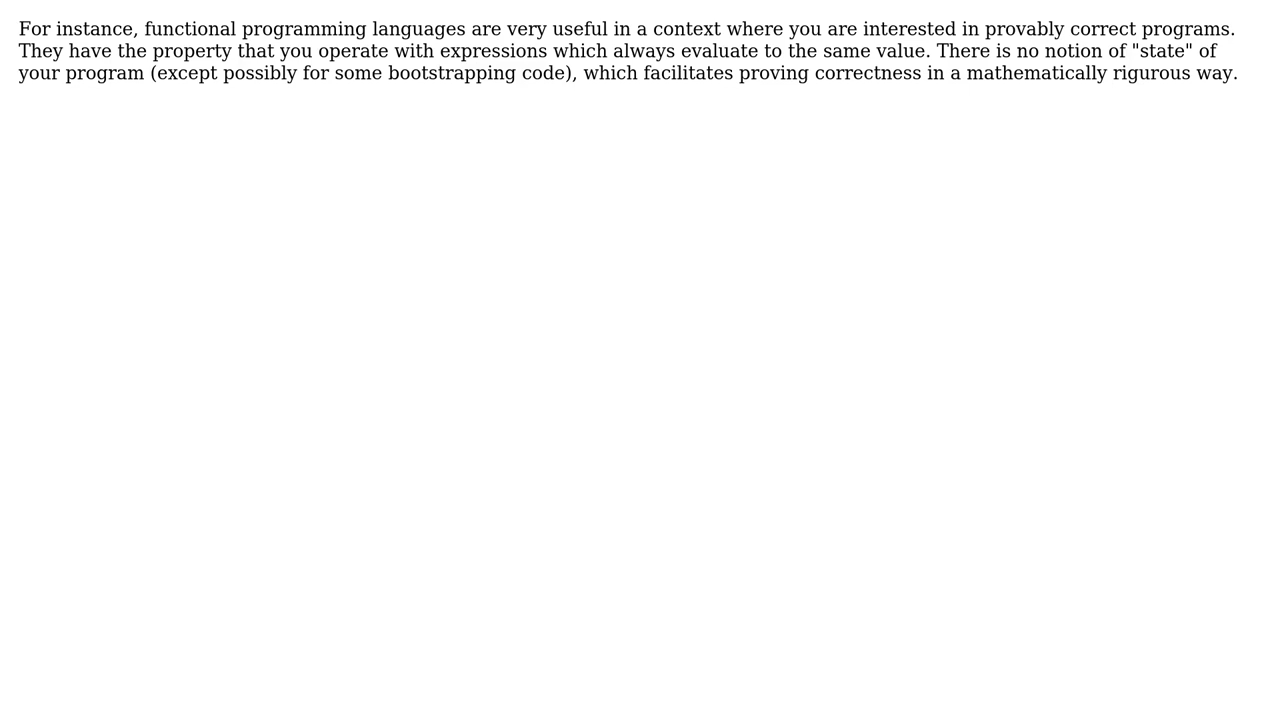 For instance, functional programming languages are very useful in a context where you are interested in provably correct programs.
They have the property that you operate with expressions which always evaluate to the same value. There is no notion of "state" of
your program (except possibly for some bootstrapping code), which facilitates proving correctness in a mathematically rigurous way.